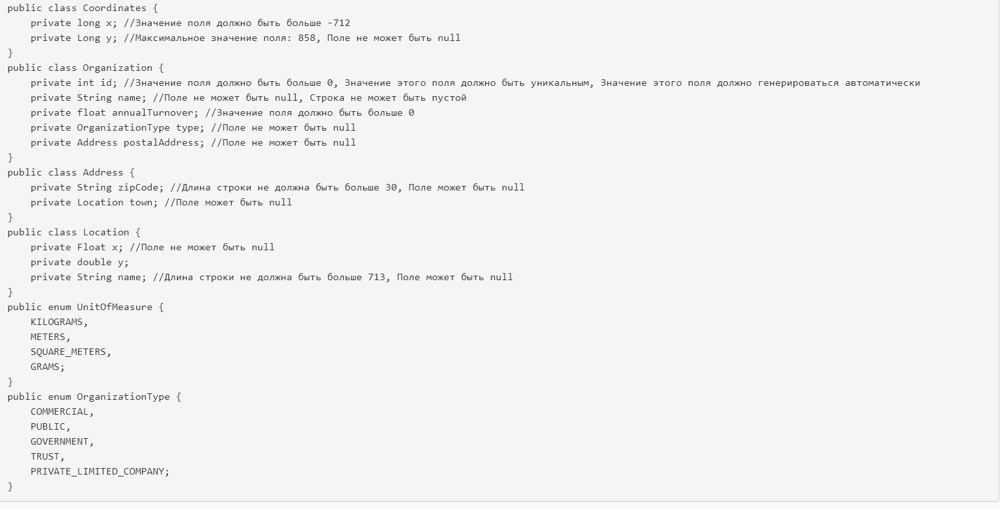 public class Coordinates {
    private long x; //Значение поля должно быть больше -712
    private Long y; //Максимальное значение поля: 858, Поле не может быть null
}
public class Organization {
    private int id; //Значение поля должно быть больше 0, Значение этого поля должно быть уникальным, Значение этого поля должно генерироваться автоматически
    private String name; //Поле не может быть null, Строка не может быть пустой
    private float annualTurnover; //Значение поля должно быть больше 0
    private OrganizationType type; //Поле не может быть null
    private Address postalAddress; //Поле не может быть null
}
public class Address {
    private String zipCode; //Длина строки не должна быть больше 30, Поле может быть null
    private Location town; //Поле может быть null
}
public class Location {
    private Float x; //Поле не может быть null
    private double y;
    private String name; //Длина строки не должна быть больше 713, Поле может быть null
}
public enum UnitOfMeasure {
    KILOGRAMS,
    METERS,
    SQUARE_METERS,
    GRAMS;
}
public enum OrganizationType {
    COMMERCIAL,
    PUBLIC,
    GOVERNMENT,
    TRUST,
    PRIVATE_LIMITED_COMPANY;
}